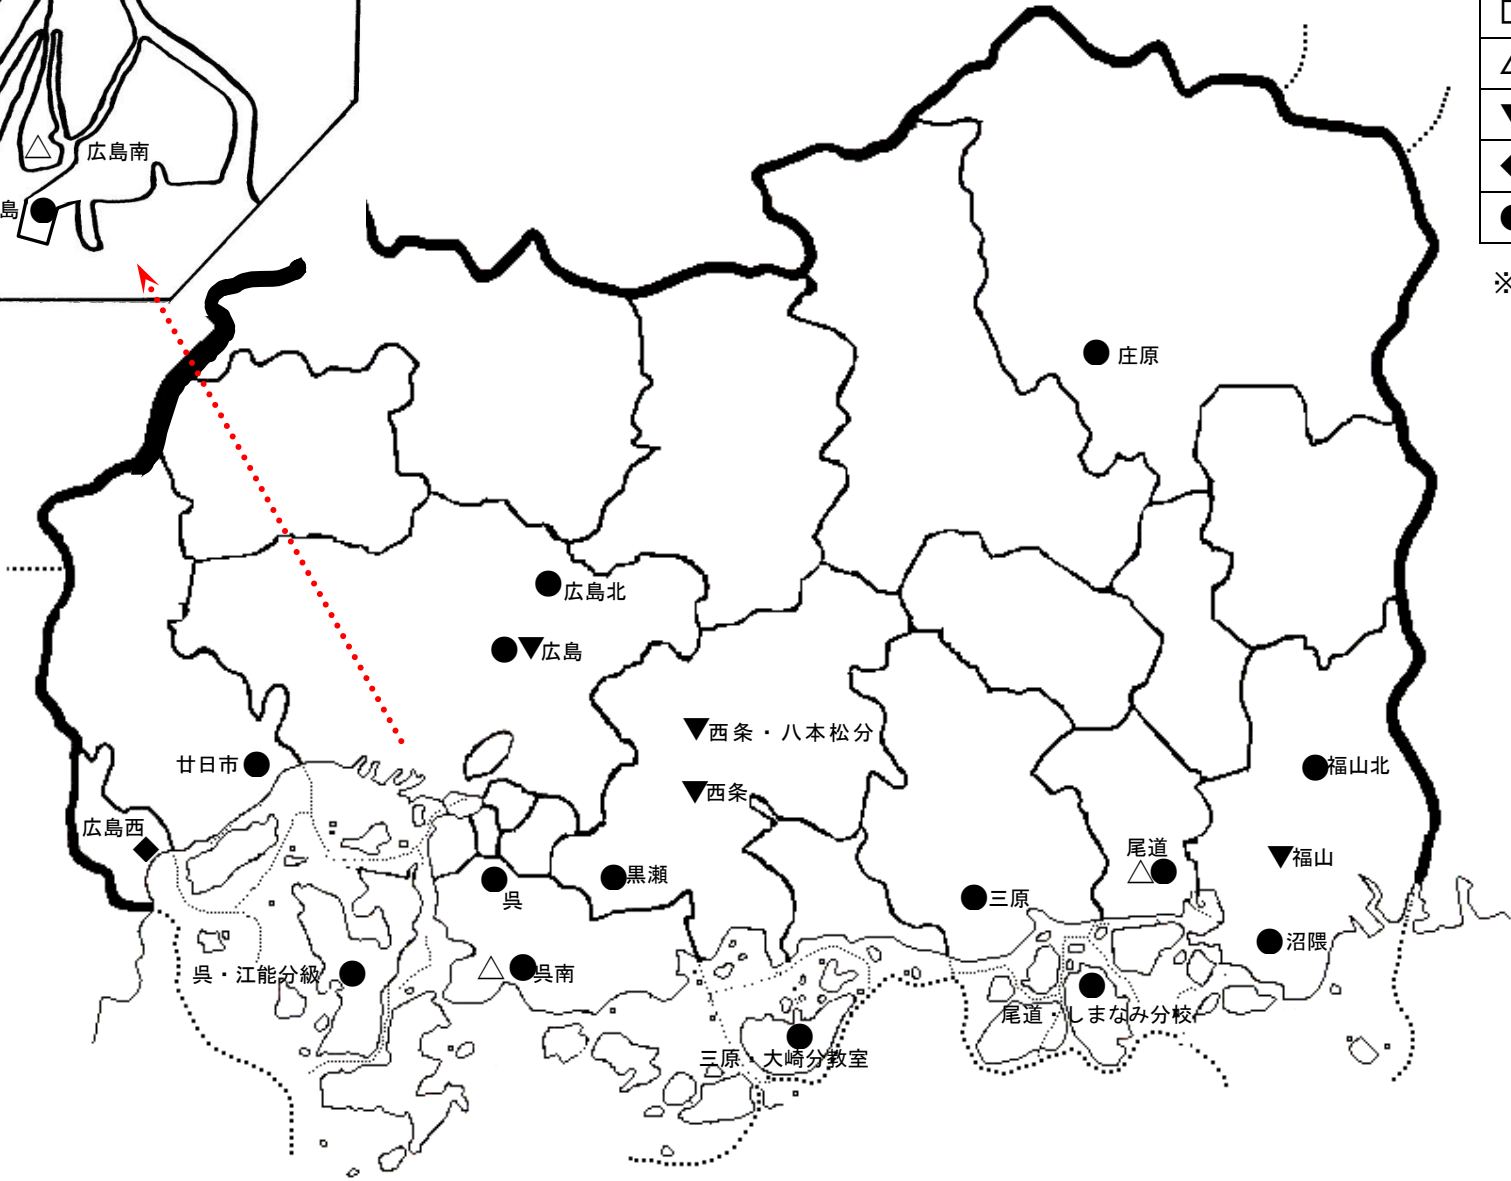 広島南
島
※
庄原
広島北
広島
西条・八本松分
廿日市
福山北
西条
広島西
尾道
福山
黒瀬
呉
三原
沼隈
呉・江能分級
呉南
尾道・しまなみ分校
三原・大崎分教室